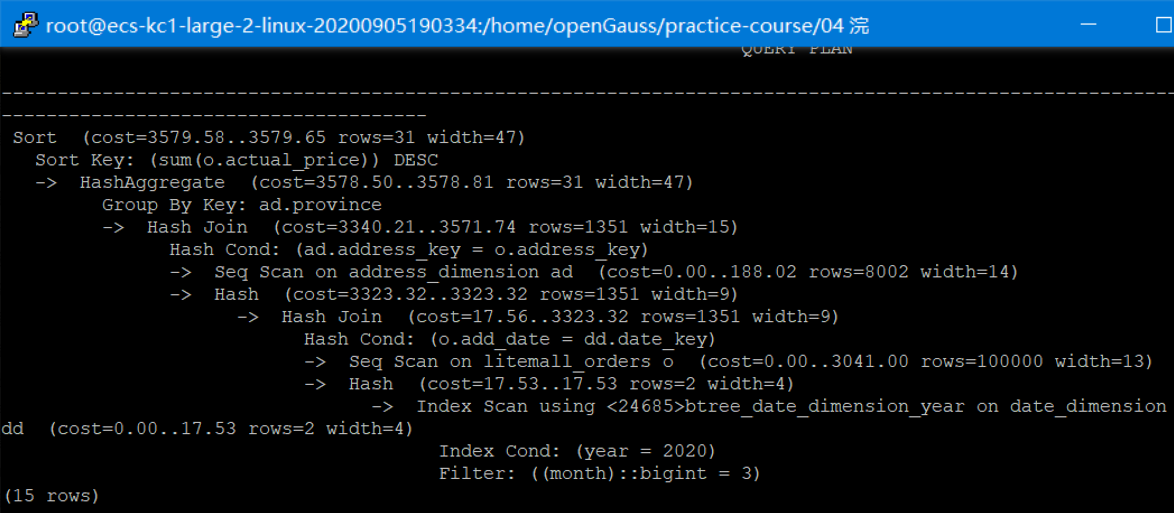 root@ecs-kc1-large-2-linux-20200905190334:/home/openGauss/practice-course/04 浣
QUERY PLAN
----------------------------------------------------------------------------------------------------------
--------------------------------------
Sort  (cost=3579.58..3579.65 rows=31 width=47)
Sort Key: (sum(o.actual_price)) DESC
->  HashAggregate  (cost=3578.50..3578.81 rows=31 width=47)
Group By Key: ad.province
->  Hash Join  (cost=3340.21..3571.74 rows=1351 width=15)
Hash Cond: (ad.address_key = o.address_key)
->  Seq Scan on address_dimension ad  (cost=0.00..188.02 rows=8002 width=14)
->  Hash  (cost=3323.32..3323.32 rows=1351 width=9)
->  Hash Join  (cost=17.56..3323.32 rows=1351 width=9)
Hash Cond: (o.add_date = dd.date_key)
->  Seq Scan on litemall_orders o  (cost=0.00..3041.00 rows=100000 width=13)
->  Hash  (cost=17.53..17.53 rows=2 width=4)
->  Index Scan using <24685>btree_date_dimension_year on date_dimension
dd  (cost=0.00..17.53 rows=2 width=4)
Index Cond: (year = 2020)
Filter: ((month)::bigint = 3)
(15 rows)